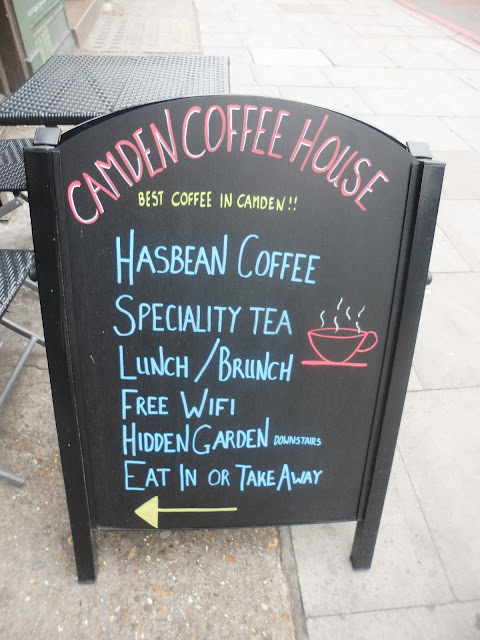 CAMDEN COFFEE HOUSE
BEST COFFEE IN CAMDEN!!
HASBEAN COFFEE
SPECIALITY TEA
LUNCH/BRUNCH
FREE WIFI
HIDDEN GARDEN DOWNSTAIRS
EAT IN OR TAKE AWAY